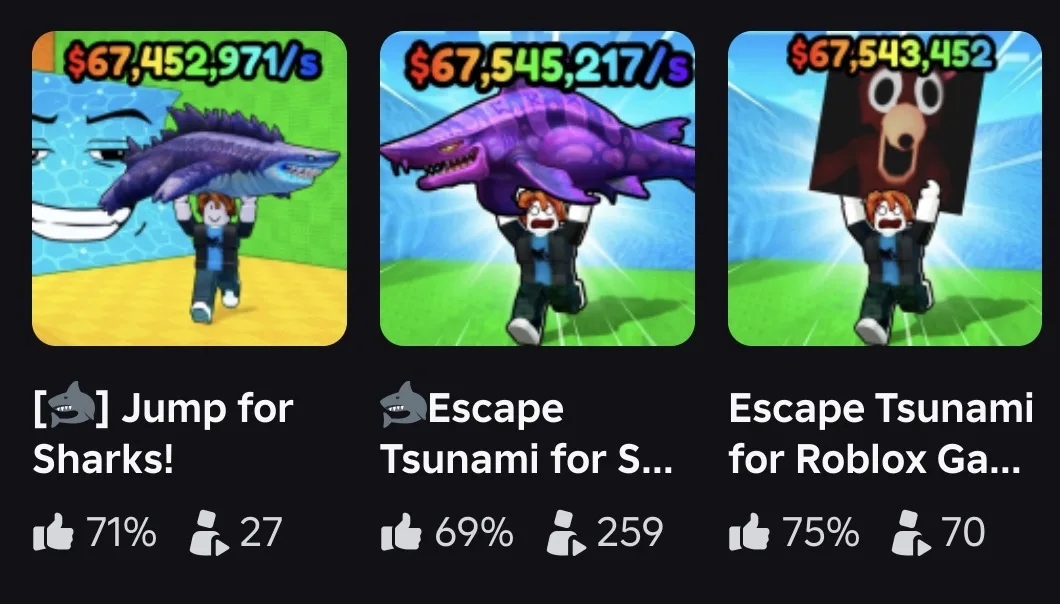 $67,452,971/s
$67,545,217/s
$67,543,452
[🦈] Jump for
Sharks!
🦈Escape
Tsunami for S...
Escape Tsunami
for Roblox Ga...
71% 27
69% 259
75% 70